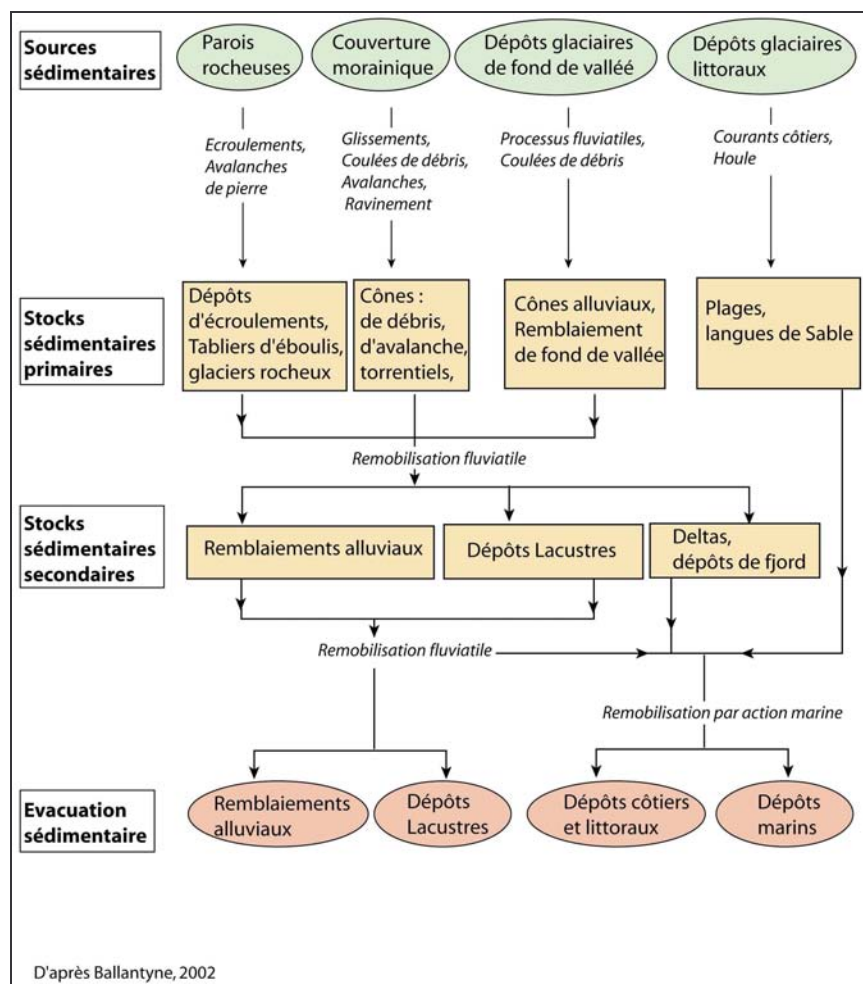 Sources
sédimentaires
Parois
rocheuses
Couverture
morainique
Dépôts glaciaires
de fond de valléé
Dépôts glaciaires
littoraux
Ecroulements,
Avalanches
de pierre
Glissements,
Coulées de débris,
Avalanches,
Ravinement
Processus fluviatiles,
Coulées de débris
Courants côtiers,
Houle
Stocks
sédimentaires
primaires
Dépôts
d'écroulements,
Tabliers d'éboulis,
glaciers rocheux
Cônes :
de débris,
d'avalanche,
torrentiels,
Cônes alluviaux,
Remblaiement
de fond de vallée
Plages,
langues de Sable
Remobilisation fluviatile
Stocks
sédimentaires
secondaires
Remblaiements alluviaux
Dépôts Lacustres
Deltas,
dépôts de fjord
Remobilisation fluviatile
Remobilisation par action marine
Evacuation
sédimentaire
Remblaiements
alluviaux
Dépôts
Lacustres
Dépôts côtiers
et littoraux
Dépôts
marins
D'après Ballantyne, 2002